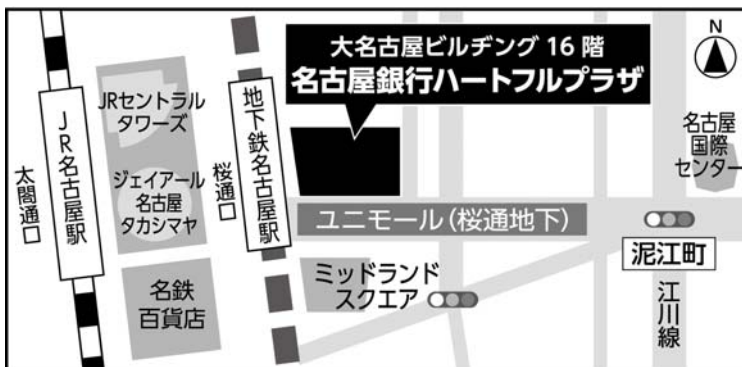 大名古屋ビルヂング 16 階
名古屋銀行ハートフルプラザ
N
JRセントラル
タワーズ
ジェイアール
名古屋
タカシマヤ
名鉄
百貨店
JR名古屋駅
太閤通口
桜通口
地下鉄名古屋駅
ユニモール(桜通地下)
ミッドランド
スクエア
名古屋
国際
センター
泥江町
江川線